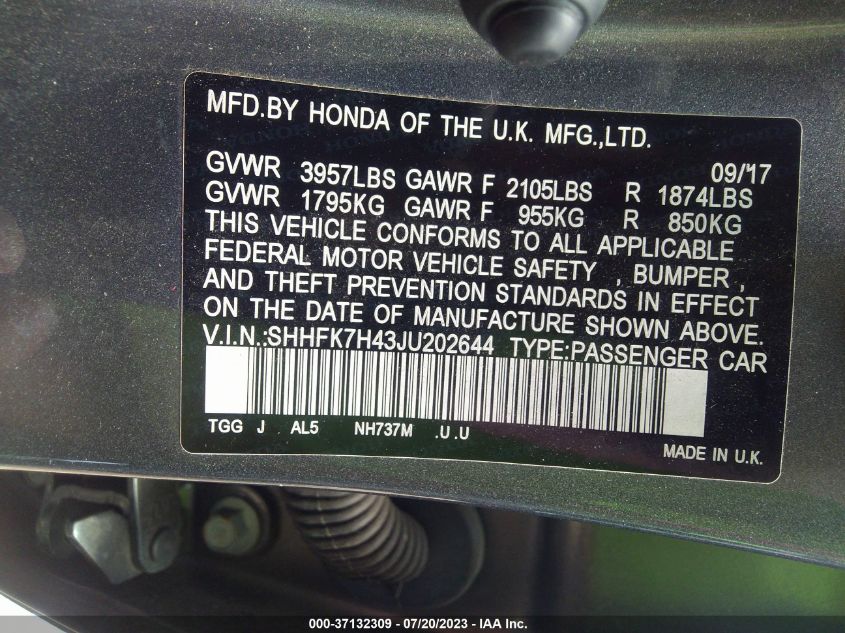 MFD.BY HONDA OF THE U.K. MFG.,LTD.
09/'17
GVWR 3957LBS GAWR F 2105LBS R 1874LBS
GVWR 1795KG GAWR F 955KG R 850KG
THIS VEHICLE CONFORMS TO ALL APPLICABLE
FEDERAL MOTOR VEHICLE SAFETY , BUMPER ,
AND THEFT PREVENTION STANDARDS IN EFFECT
ON THE DATE OF MANUFACTURE SHOWN ABOVE.
V.I.N.:SHHFK7H43JU202644 TYPE:PASSENGER CAR
TGG J AL5 NH737M .U.U
MADE IN U.K.
000-37132309 / 07/20/2023 - IAA Inc.